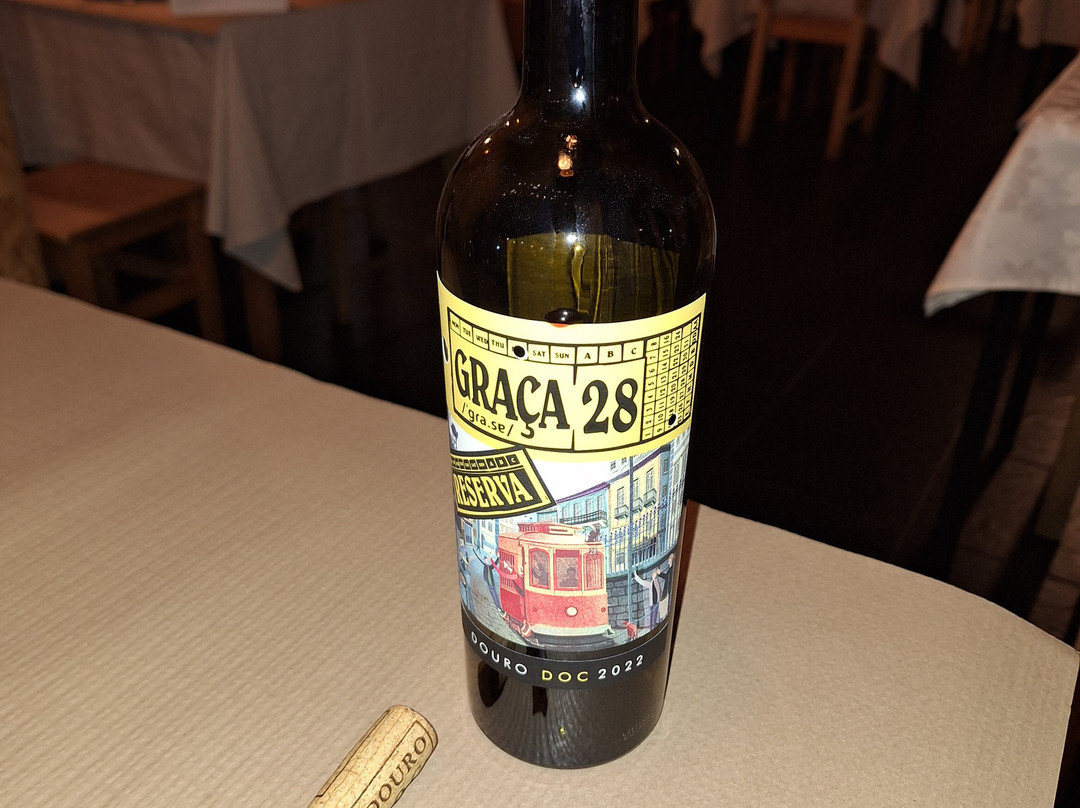 MON TUE WED THU SAT SUN A B C
GRAÇA 28
/'gra.se/
RESERVA
DOURO DOC 2022
DOURO